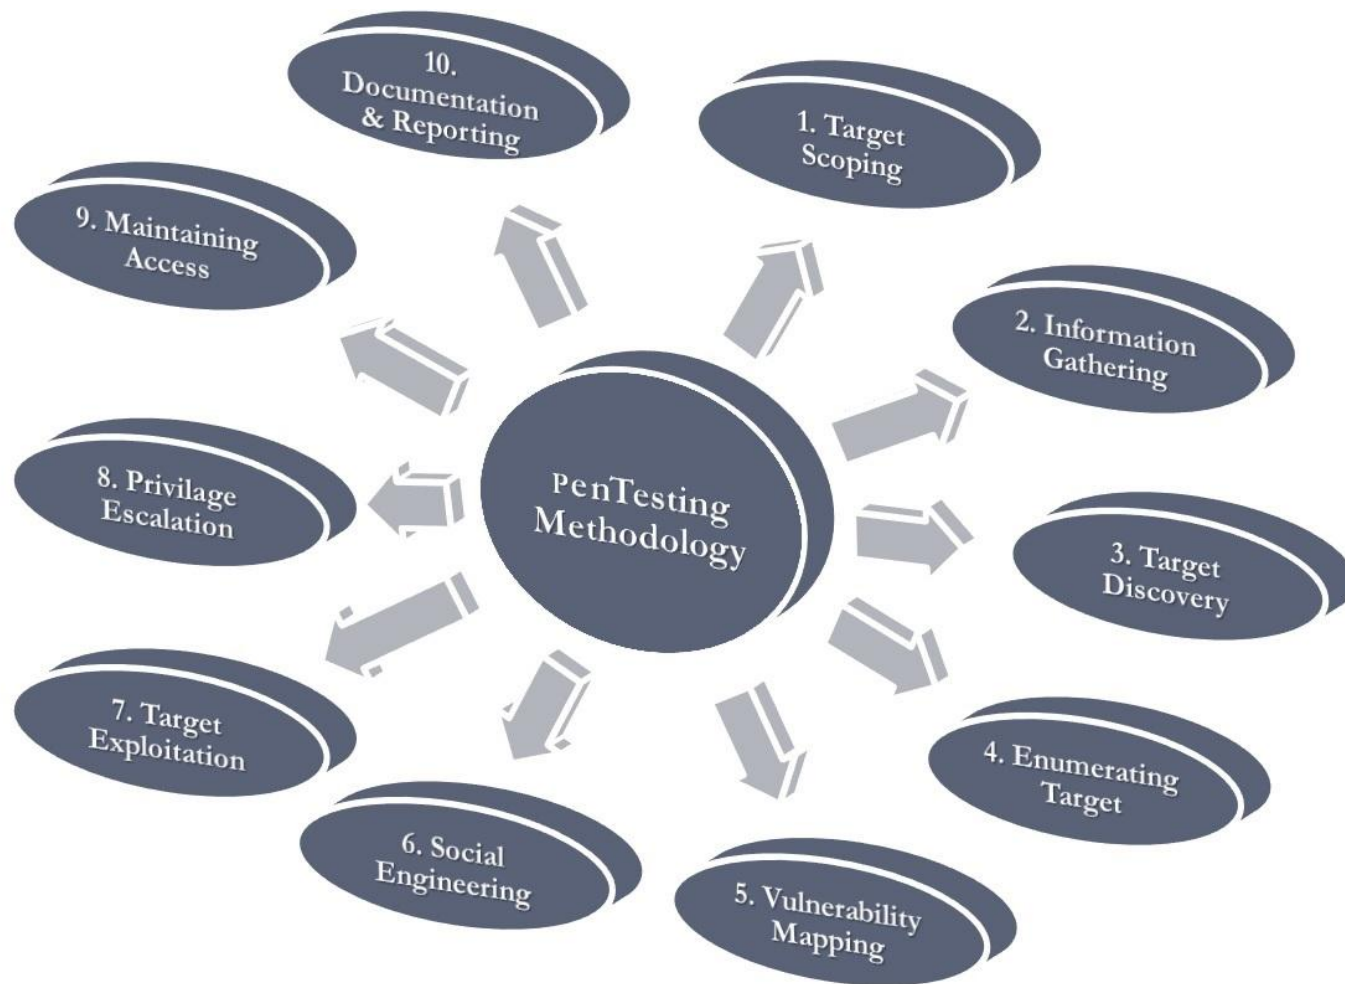 PenTesting
Methodology
1. Target
Scoping
2. Information
Gathering
3. Target
Discovery
4. Enumerating
Target
5. Vulnerability
Mapping
6. Social
Engineering
7. Target
Exploitation
8. Privilage
Escalation
9. Maintaining
Access
10.
Documentation
& Reporting